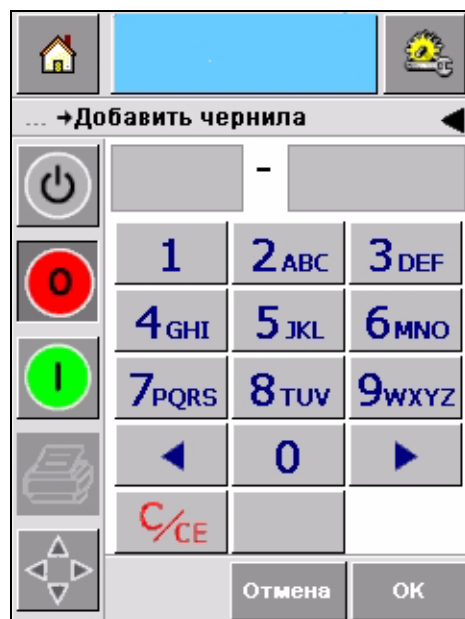 ... →Добавить чернила
-
1 2ABC 3DEF
O
4GHI 5JKL 6MNO
I
7PQRS 8TUV 9WXYZ
0
C/CE
Отмена OK